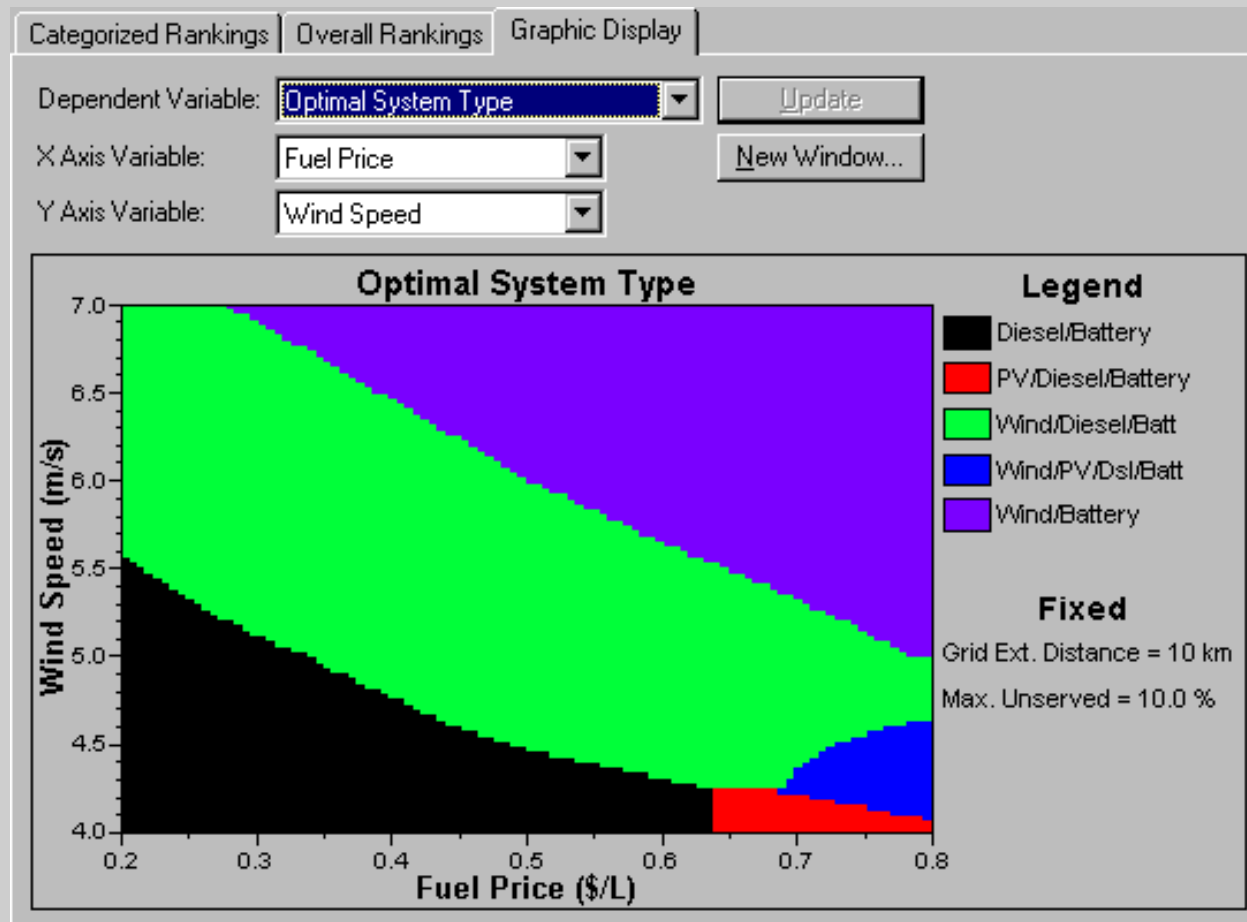 Categorized Rankings
Overall Rankings
Graphic Display
Dependent Variable: Optimal System Type
Update
X Axis Variable: Fuel Price
New Window...
Y Axis Variable: Wind Speed
Optimal System Type
Wind Speed (m/s)
7.0
6.5
6.0
5.5
5.0
4.5
4.0
0.2 0.3 0.4 0.5 0.6 0.7 0.8
Fuel Price ($/L)
Legend
Diesel/Battery
PV/Diesel/Battery
Wind/Diesel/Batt
Wind/PV/Dsl/Batt
Wind/Battery
Fixed
Grid Ext. Distance = 10 km
Max. Unserved = 10.0 %